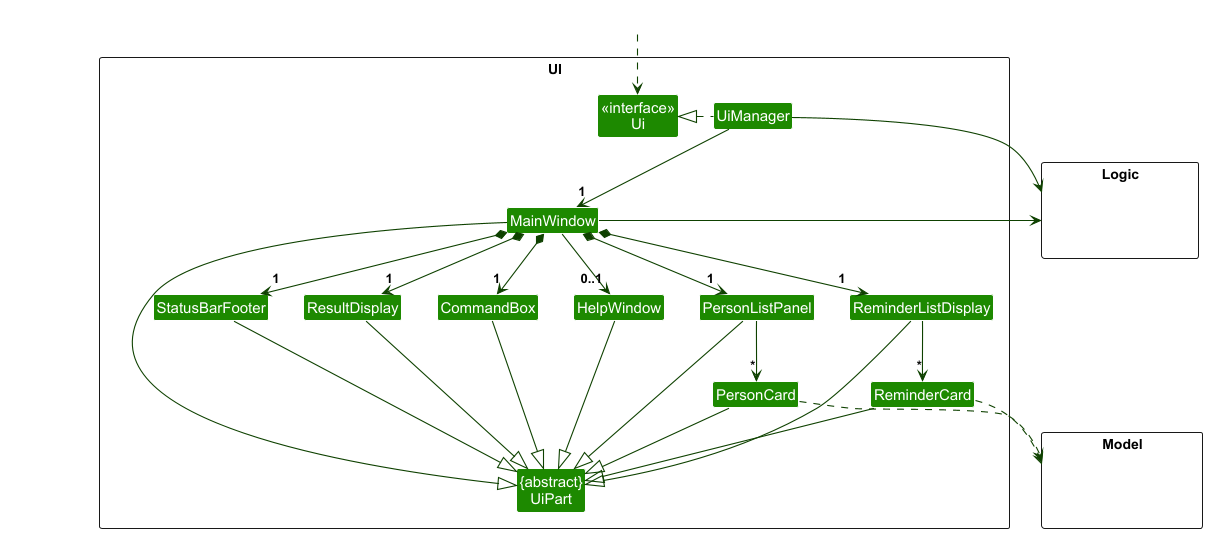 UI
«interface»
Ui
UiManager
Logic
1
MainWindow
1
1
1
0..1
1
1
StatusBarFooter
ResultDisplay
CommandBox
HelpWindow
PersonListPanel
ReminderListDisplay
*
*
PersonCard
ReminderCard
Model
{abstract}
UiPart